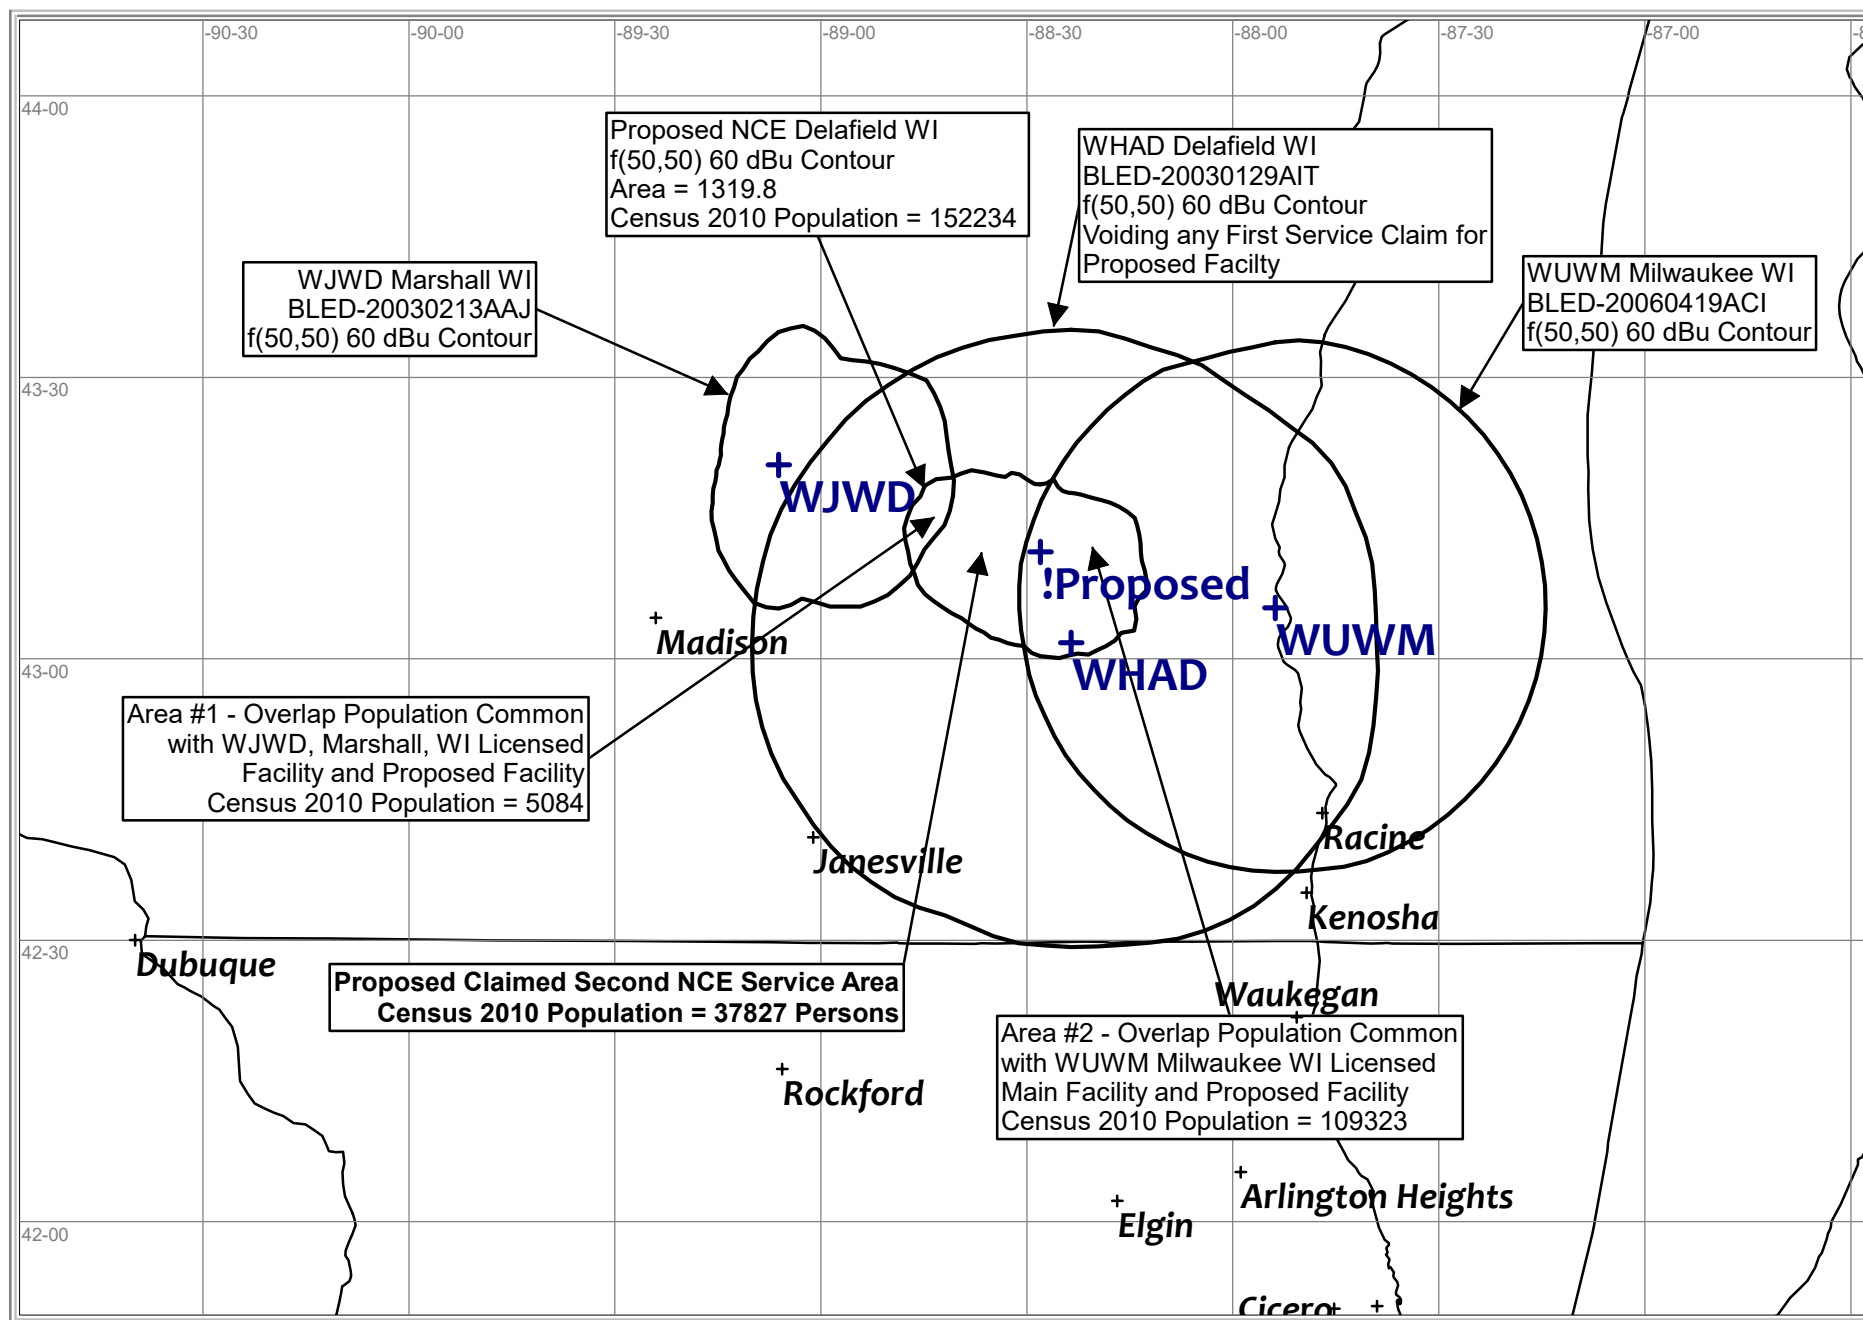 -90-30
-90-00
-89-30
-89-00
-88-30
-88-00
-87-30
-87-00
44-00
Proposed NCE Delafield WI
f(50,50) 60 dBu Contour
Area = 1319.8
Census 2010 Population = 152234
WHAD Delafield WI
BLED-20030129AIT
f(50,50) 60 dBu Contour
Voiding any First Service Claim for
Proposed Facilty
WJWD Marshall WI
BLED-20030213AAJ
f(50,50) 60 dBu Contour
WUWM Milwaukee WI
BLED-20060419ACI
f(50,50) 60 dBu Contour
43-30
WJWD
!Proposed
WUWM
WHAD
Madison
43-00
Area #1 - Overlap Population Common
with WJWD, Marshall, WI Licensed
Facility and Proposed Facility
Census 2010 Population = 5084
Racine
Janesville
Kenosha
42-30
Dubuque
Proposed Claimed Second NCE Service Area
Census 2010 Population = 37827 Persons
Waukegan
Area #2 - Overlap Population Common
with WUWM Milwaukee WI Licensed
Main Facility and Proposed Facility
Census 2010 Population = 109323
Rockford
Arlington Heights
Elgin
42-00
Cicero